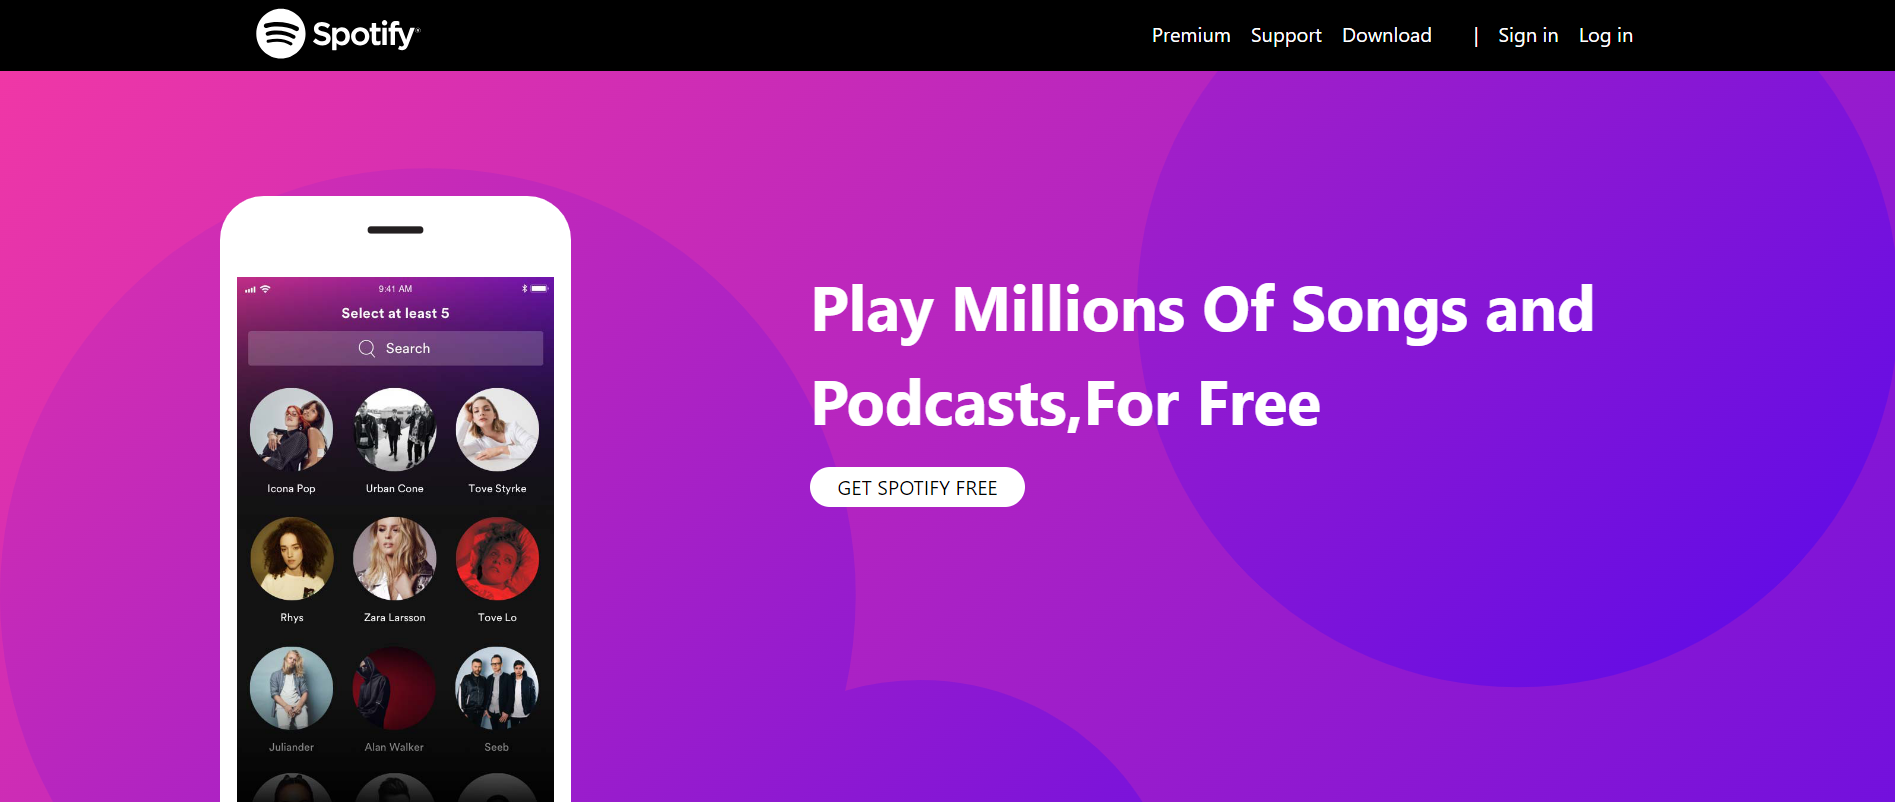 Spotify®
Premium Support Download | Sign in Log in
9:41 AM
Select at least 5
Search
Icona Pop Urban Cone Tove Styrke
Rhys Zara Larsson Tove Lo
Juliander Alan Walker Seeb
Play Millions Of Songs and
Podcasts,For Free
GET SPOTIFY FREE